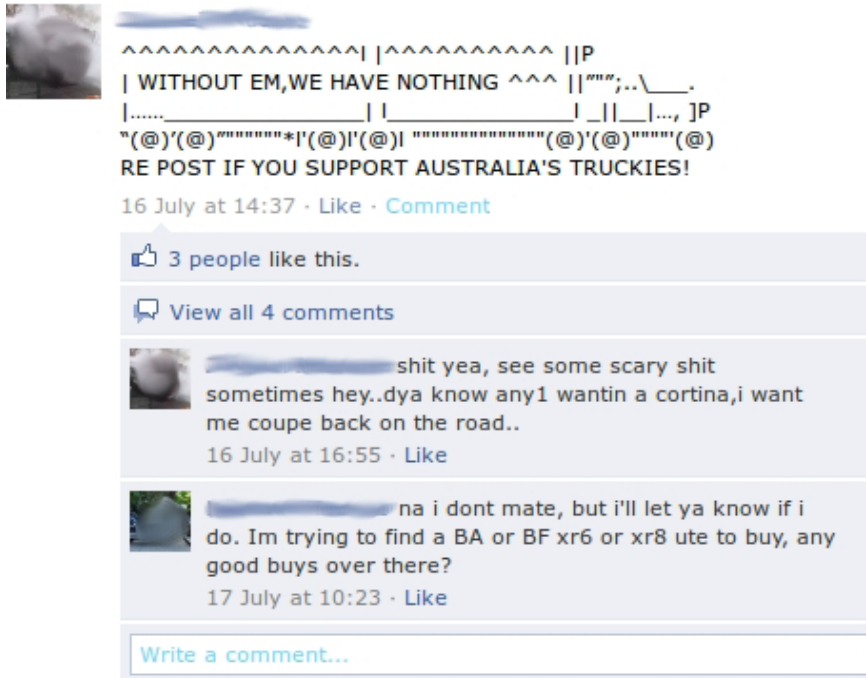 ^^^^^^^^^^^^^^I |^^^^^^^^^^ ||P
| WITHOUT EM,WE HAVE NOTHING ^^^ ||""";..\___.
|……_________________| I________________I _||__|…, ]P
"(@)'(@)""""""""*I'(@)I'(@)I """""""""""""""(@)'(@)"""""'(@)
RE POST IF YOU SUPPORT AUSTRALIA'S TRUCKIES!
16 July at 14:37 · Like · Comment
3 people like this.
View all 4 comments
shit yea, see some scary shit
sometimes hey..dya know any1 wantin a cortina,i want
me coupe back on the road..
16 July at 16:55 · Like
na i dont mate, but i'll let ya know if i
do. Im trying to find a BA or BF xr6 or xr8 ute to buy, any
good buys over there?
17 July at 10:23 · Like
Write a comment...